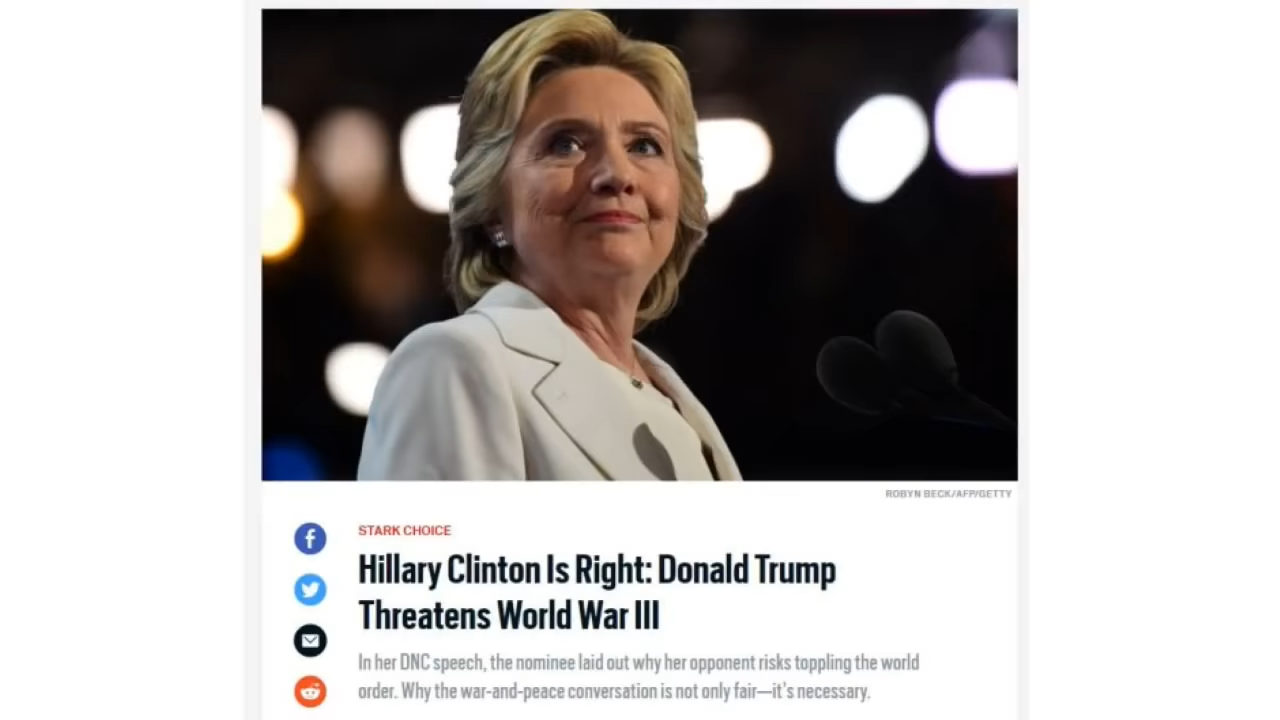 ROBYN BECK/AFP/GETTY
STARK CHOICE
Hillary Clinton Is Right: Donald Trump
Threatens World War III
In her DNC speech, the nominee laid out why her opponent risks toppling the world
order. Why the war-and-peace conversation is not only fair—it's necessary.